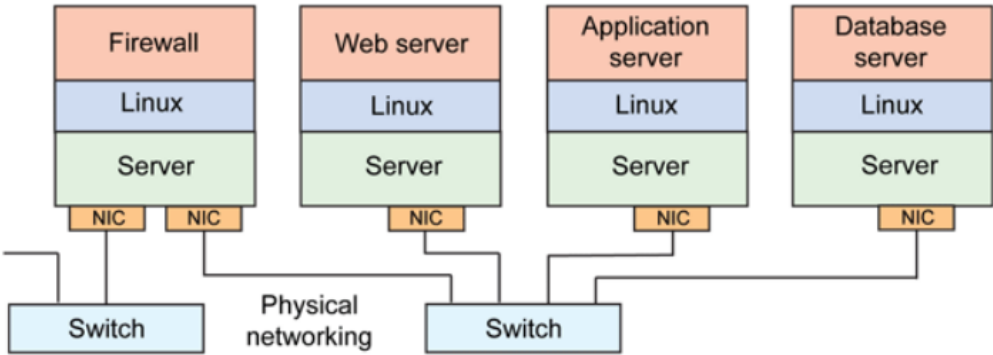 Firewall
Web server
Application
server
Database
server
Linux
Linux
Linux
Linux
Server
Server
Server
Server
NIC
NIC
NIC
NIC
NIC
Physical
networking
Switch
Switch